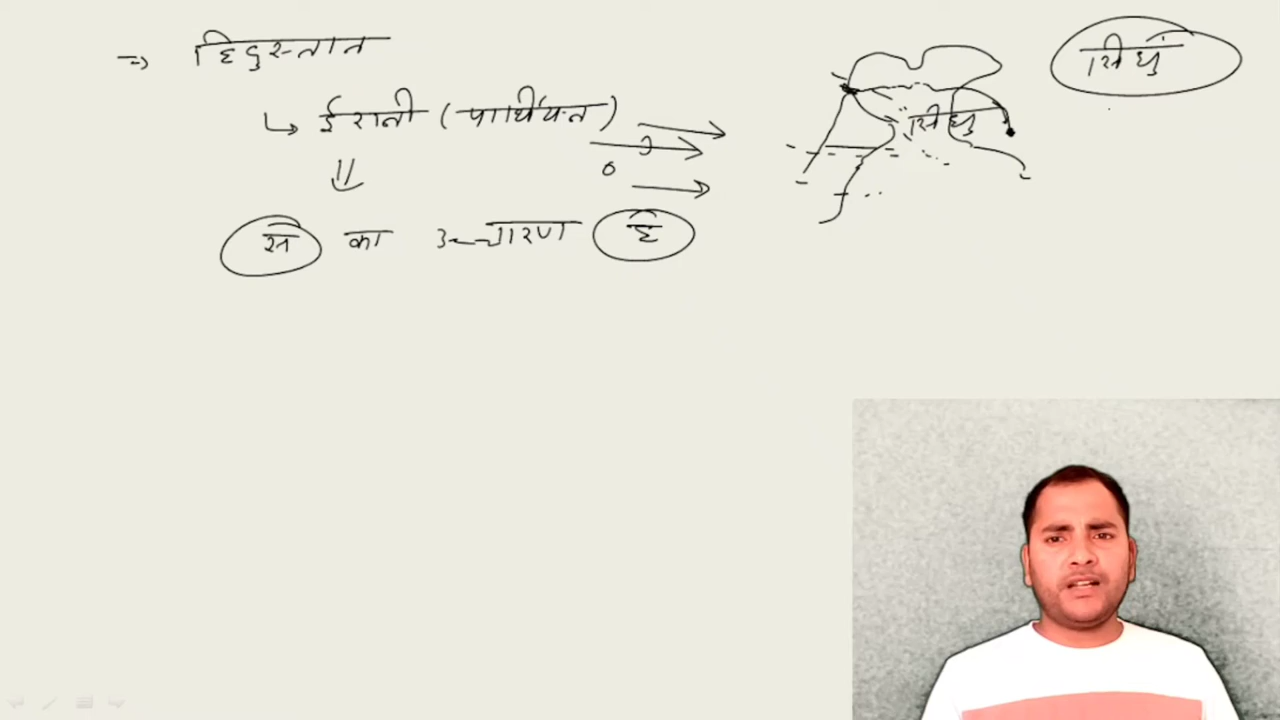 ⇒ हिदुस्तान
↳ ईरानी (पार्थियन)
स का उच्चारण ह
सिंधु
सिंधु